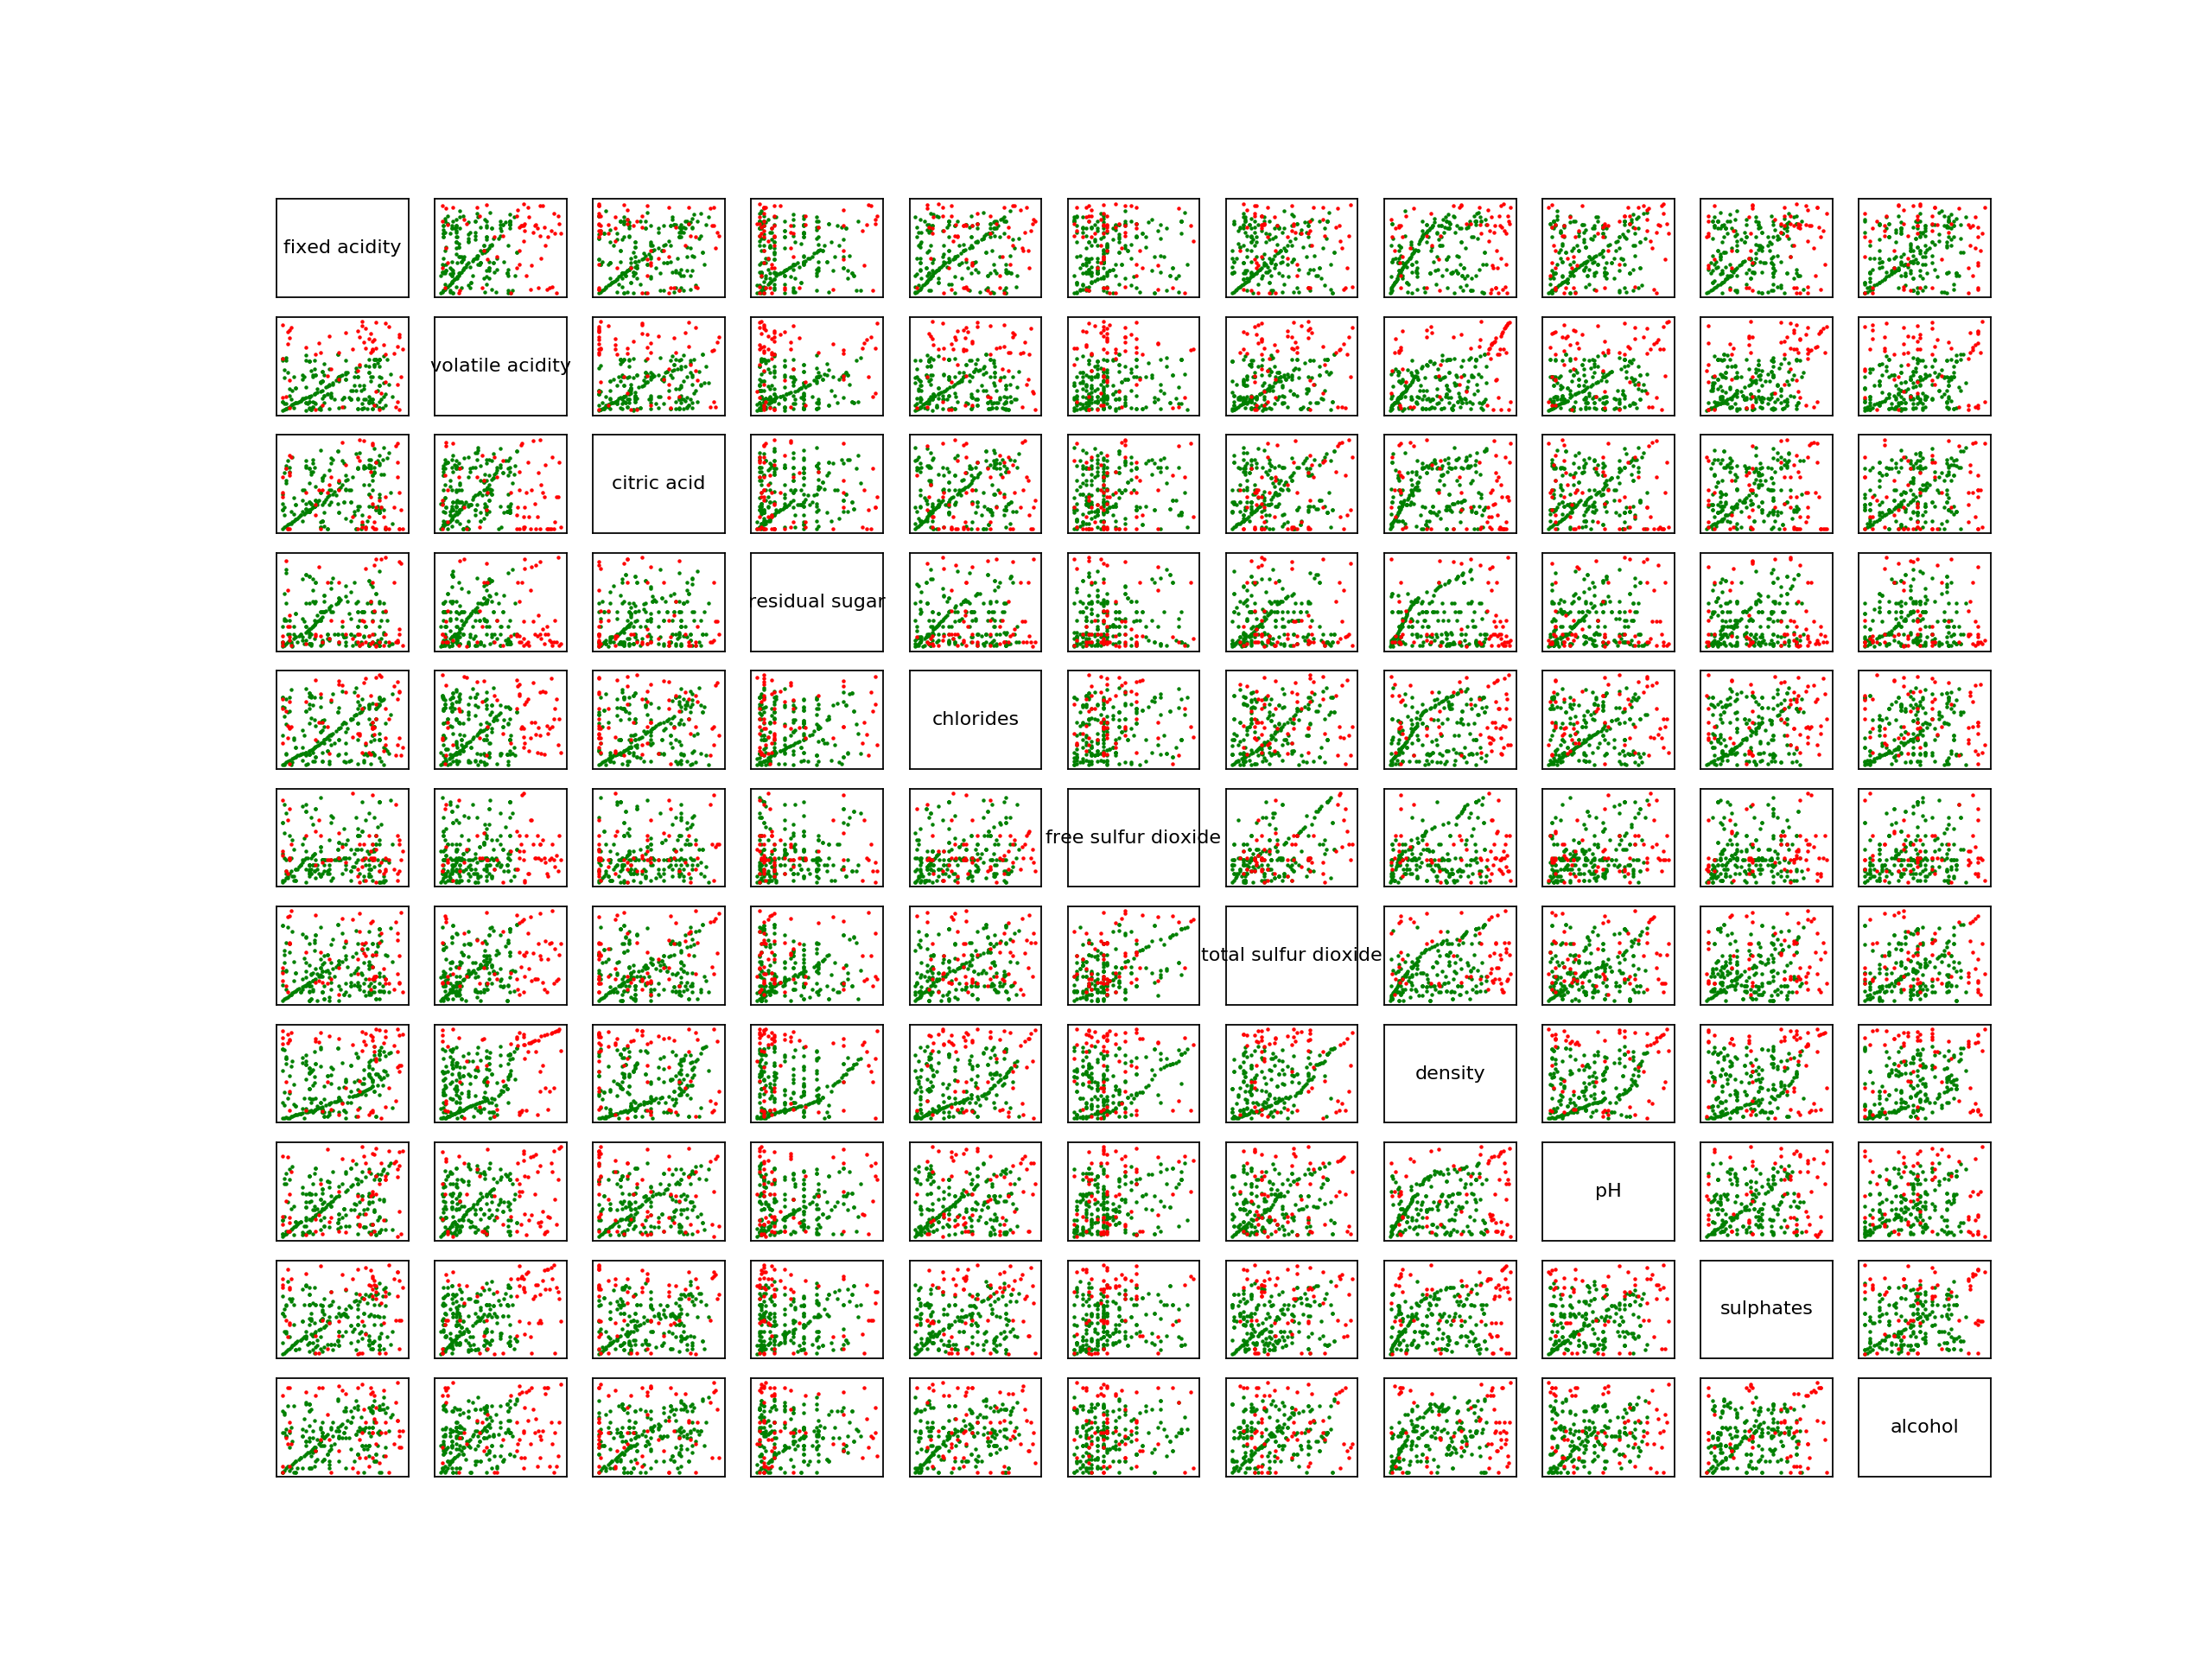 fixed acidity
volatile acidity
citric acid
residual sugar
chlorides
free sulfur dioxide
total sulfur dioxide
density
pH
sulphates
alcohol